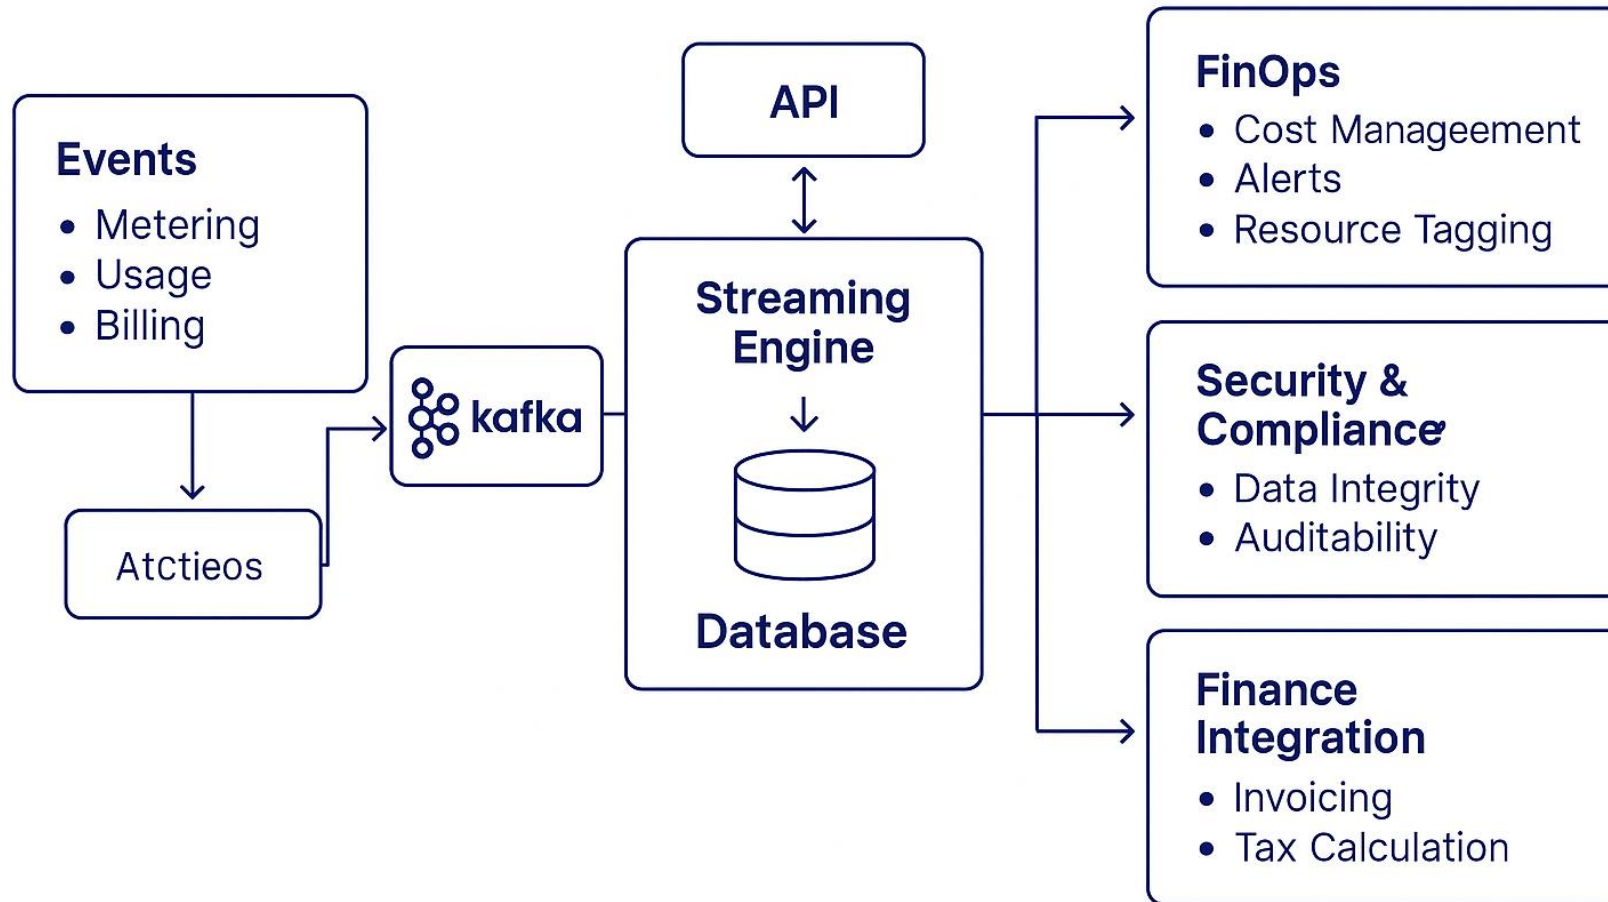 Events
• Metering
• Usage
• Billing
Atctieos
kafka
API
Streaming
Engine
Database
FinOps
• Cost Manageement
• Alerts
• Resource Tagging
Security &
Compliance
• Data Integrity
• Auditability
Finance
Integration
• Invoicing
• Tax Calculation